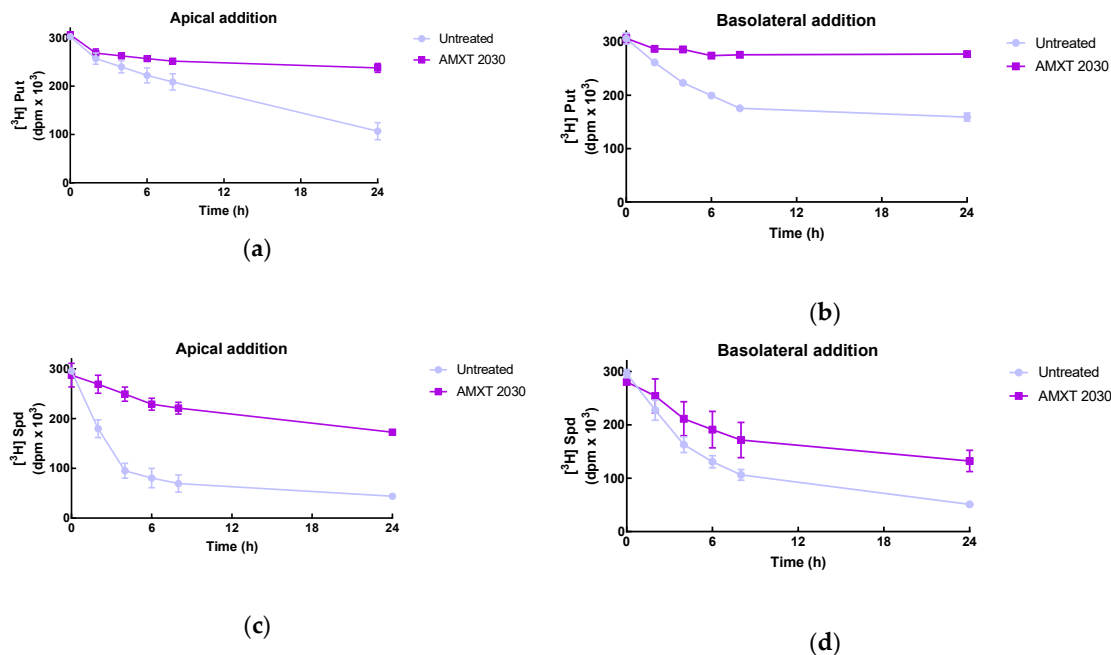 Apical addition
[³H] Put
(dpm x 10³)
300
200
100
0
0 6 12 18 24
Time (h)
Untreated
AMXT 2030
(a)
Basolateral addition
[³H] Put
(dpm x 10³)
300
200
100
0
0 6 12 18 24
Time (h)
Untreated
AMXT 2030
(b)
Apical addition
[³H] Spd
(dpm x 10³)
300
200
100
0
0 6 12 18 24
Time (h)
Untreated
AMXT 2030
(c)
Basolateral addition
[³H] Spd
(dpm x 10³)
300
200
100
0
0 6 12 18 24
Time (h)
Untreated
AMXT 2030
(d)